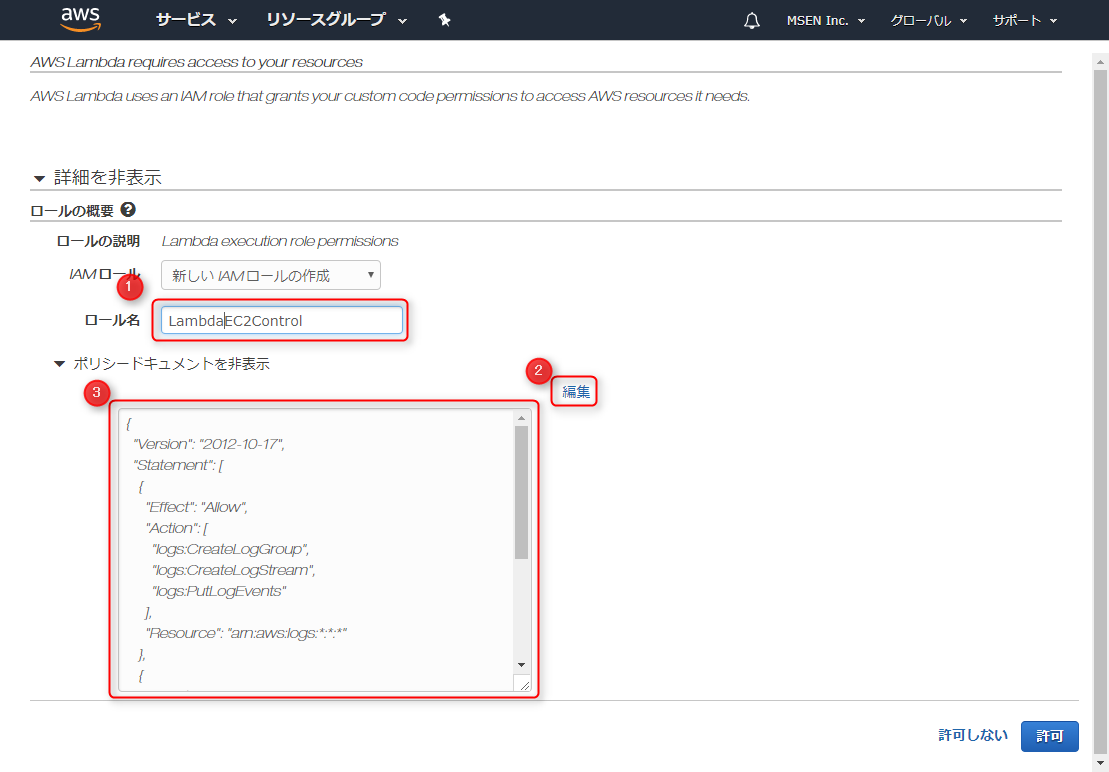 aws サービス リソースグループ MSEN Inc. グローバル サポート
AWS Lambda requires access to your resources
AWS Lambda uses an IAM role that grants your custom code permissions to access AWS resources it needs.
詳細を非表示
ロールの概要 ?
ロールの説明 Lambda execution role permissions
IAM ロール 新しい IAM ロールの作成
1
ロール名 LambdaEC2Control
ポリシードキュメントを非表示
2
編集
3
{
"Version": "2012-10-17",
"Statement": [
{
"Effect": "Allow",
"Action": [
"logs:CreateLogGroup",
"logs:CreateLogStream",
"logs:PutLogEvents"
],
"Resource": "arn:aws:logs:*:*:*"
},
{
許可しない 許可